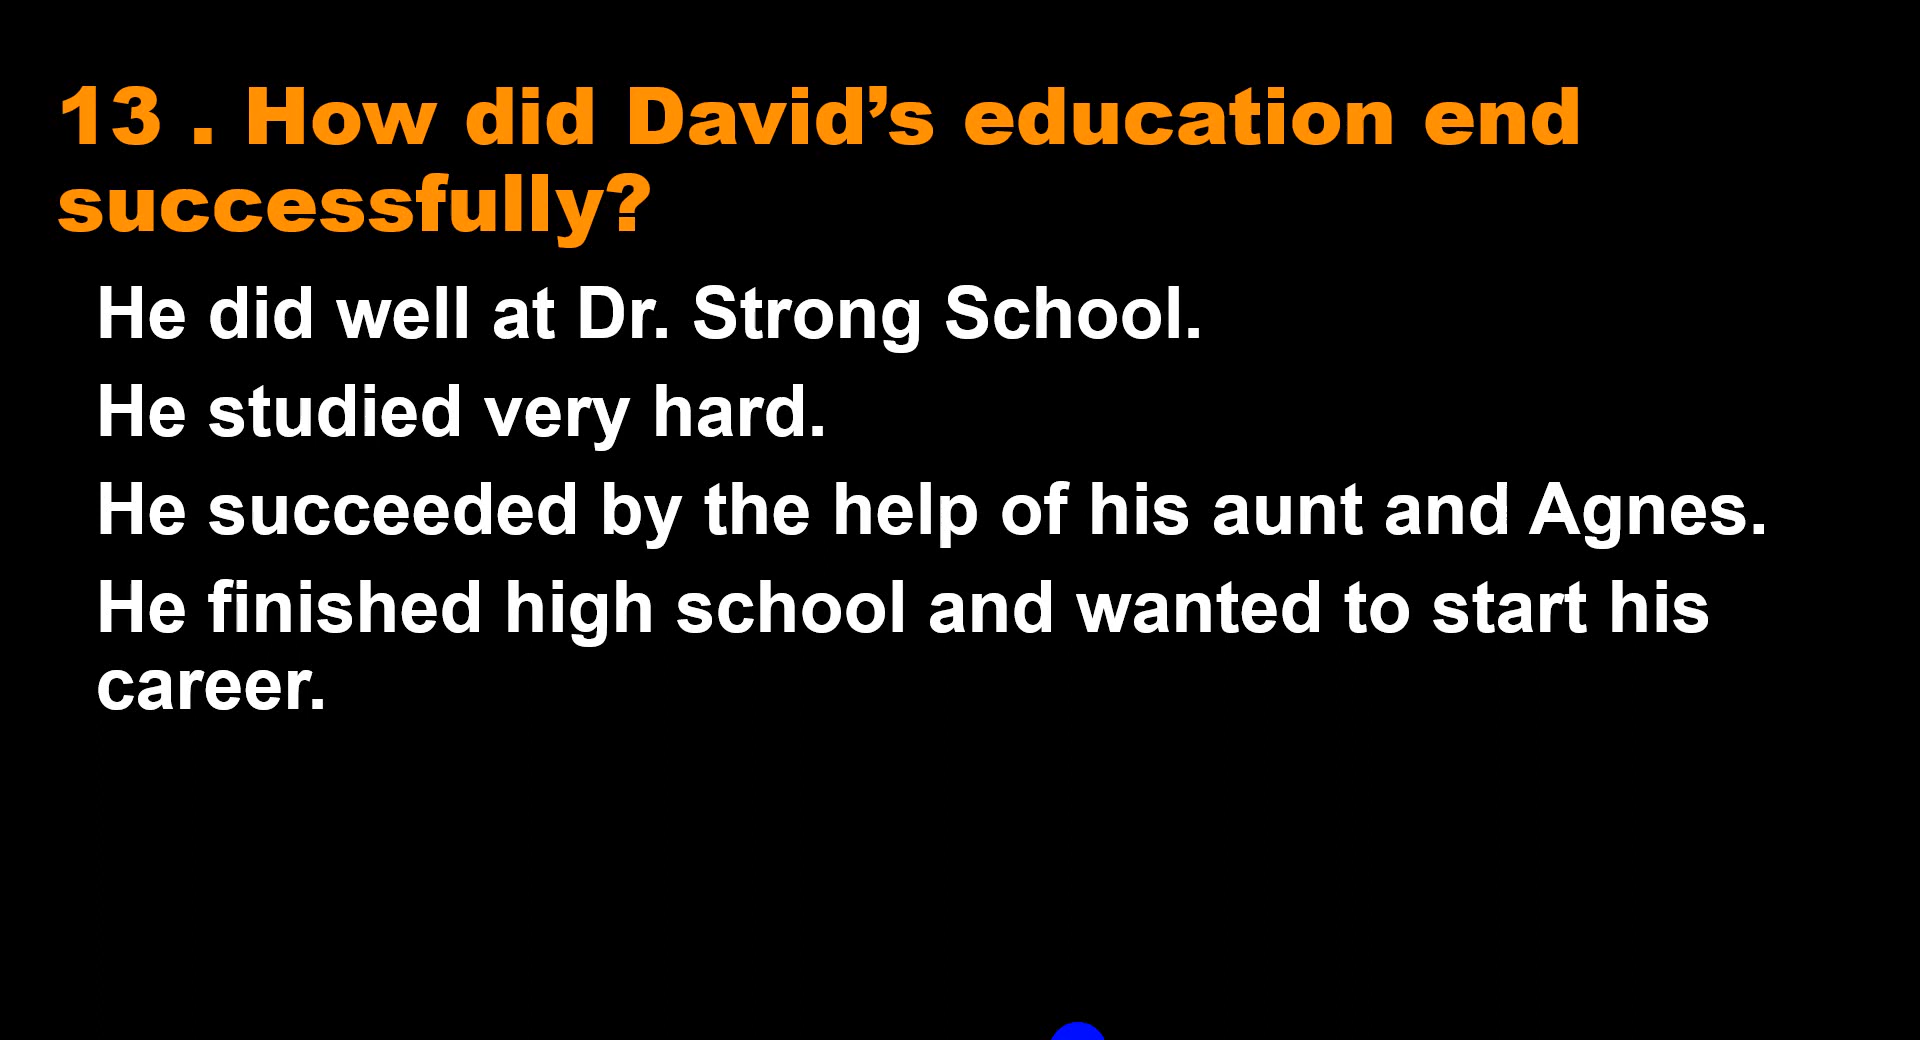 13 . How did David’s education end
successfully?
He did well at Dr. Strong School.
He studied very hard.
He succeeded by the help of his aunt and Agnes.
He finished high school and wanted to start his
career.